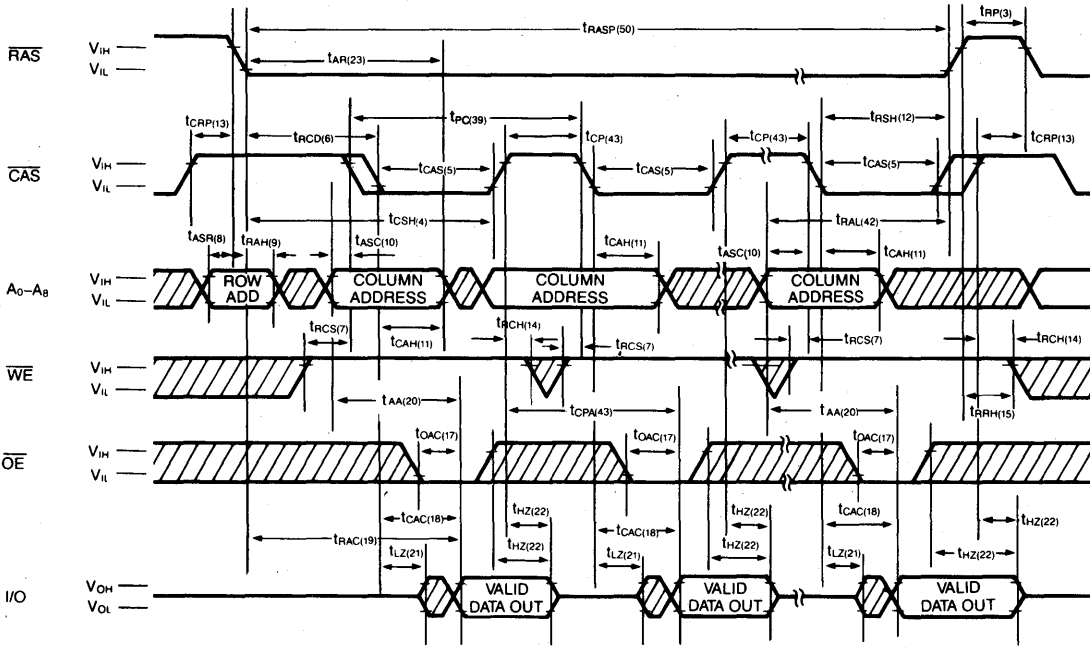 tRP(3)
tRASP(50)
RAS
VIH
VIL
tAR(23)
tCRP(13)
tRCD(6)
tPC(39)
tCP(43)
tCP(43)
tRSH(12)
tCRP(13)
CAS
VIH
VIL
tCAS(5)
tCAS(5)
tCAS(5)
tCSH(4)
tRAL(42)
tASR(8)
tRAH(9)
tASC(10)
tCAH(11)
tASC(10)
tCAH(11)
A0–A8
VIH
VIL
ROW
ADD
COLUMN
ADDRESS
COLUMN
ADDRESS
COLUMN
ADDRESS
tRCS(7)
tCAH(11)
tRCH(14)
tRCS(7)
tRCS(7)
tRCH(14)
WE
VIH
VIL
tAA(20)
tCPA(43)
tAA(20)
tRRH(15)
OE
VIH
VIL
tOAC(17)
tOAC(17)
tOAC(17)
tCAC(18)
tHZ(22)
tCAC(18)
tHZ(22)
tCAC(18)
tHZ(22)
tRAC(19)
tLZ(21)
tHZ(22)
tLZ(21)
tHZ(22)
tLZ(21)
tHZ(22)
I/O
VOH
VOL
VALID
DATA OUT
VALID
DATA OUT
VALID
DATA OUT